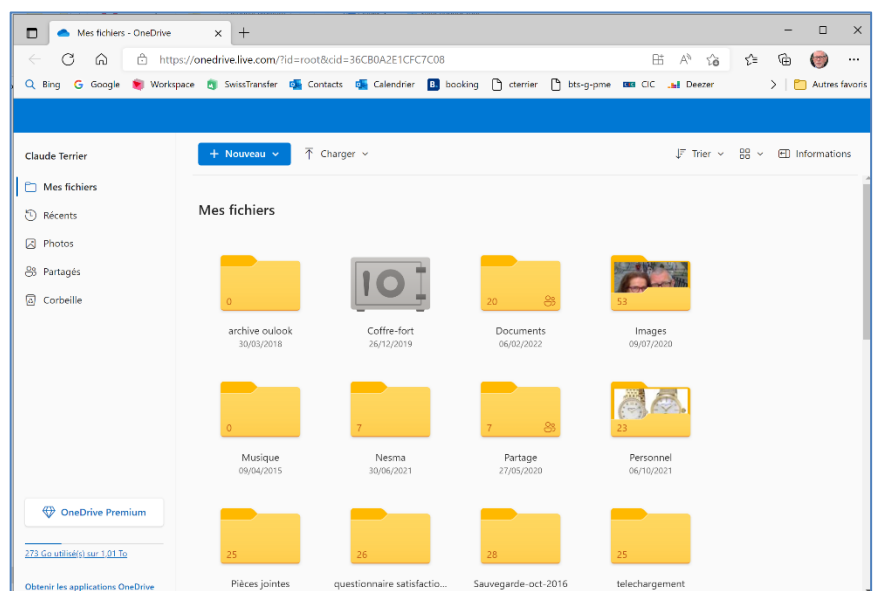 Mes fichiers - OneDrive
https://onedrive.live.com/?id=root&cid=36CB0A2E1CFC7C08
Bing Google Workspace SwissTransfer Contacts Calendrier B. booking cterrier bts-g-pme CIC Deezer Autres favoris
Claude Terrier
+ Nouveau Charger Trier Informations
Mes fichiers
Récents
Photos
Partagés
Corbeille
Mes fichiers
0 20 53
archive oulook Coffre-fort Documents Images
30/03/2018 26/12/2019 06/02/2022 09/07/2020
0 7 7 23
Musique Nesma Partage Personnel
09/04/2015 30/06/2021 27/05/2020 06/10/2021
25 26 28 25
Pièces jointes questionnaire satisfactio... Sauvegarde-oct-2016 telechargement
OneDrive Premium
273 Go utilisé(s) sur 1,01 To
Obtenir les applications OneDrive